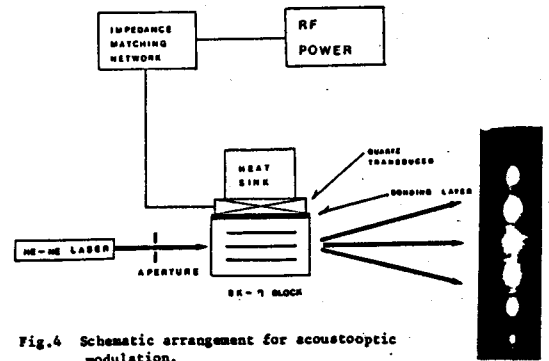 IMPEDANCE
MATCHING
NETWORK
RF
POWER
HEAT
SINK
QUARTZ
TRANSDUCER
BONDING LAYER
HE-NE LASER
APERTURE
BK-7 BLOCK
Fig.4 Schematic arrangement for acoustooptic
modulation.